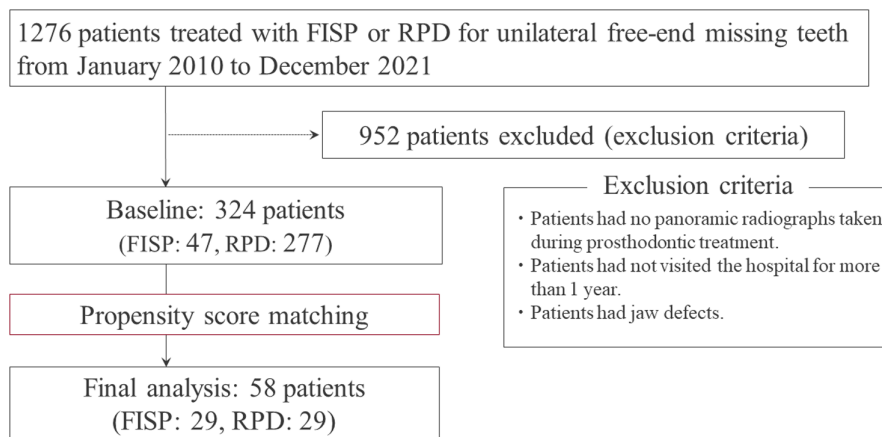 1276 patients treated with FISP or RPD for unilateral free-end missing teeth
from January 2010 to December 2021
952 patients excluded (exclusion criteria)
Baseline: 324 patients
(FISP: 47, RPD: 277)
Exclusion criteria
・Patients had no panoramic radiographs taken
during prosthodontic treatment.
・Patients had not visited the hospital for more
than 1 year.
・Patients had jaw defects.
Propensity score matching
Final analysis: 58 patients
(FISP: 29, RPD: 29)